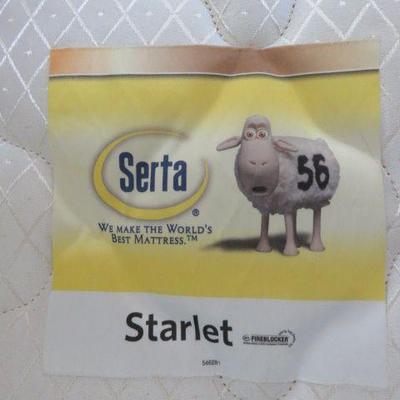 Serta®
56
WE MAKE THE WORLD'S
BEST MATTRESS.™
Starlet
FIREBLOCKER